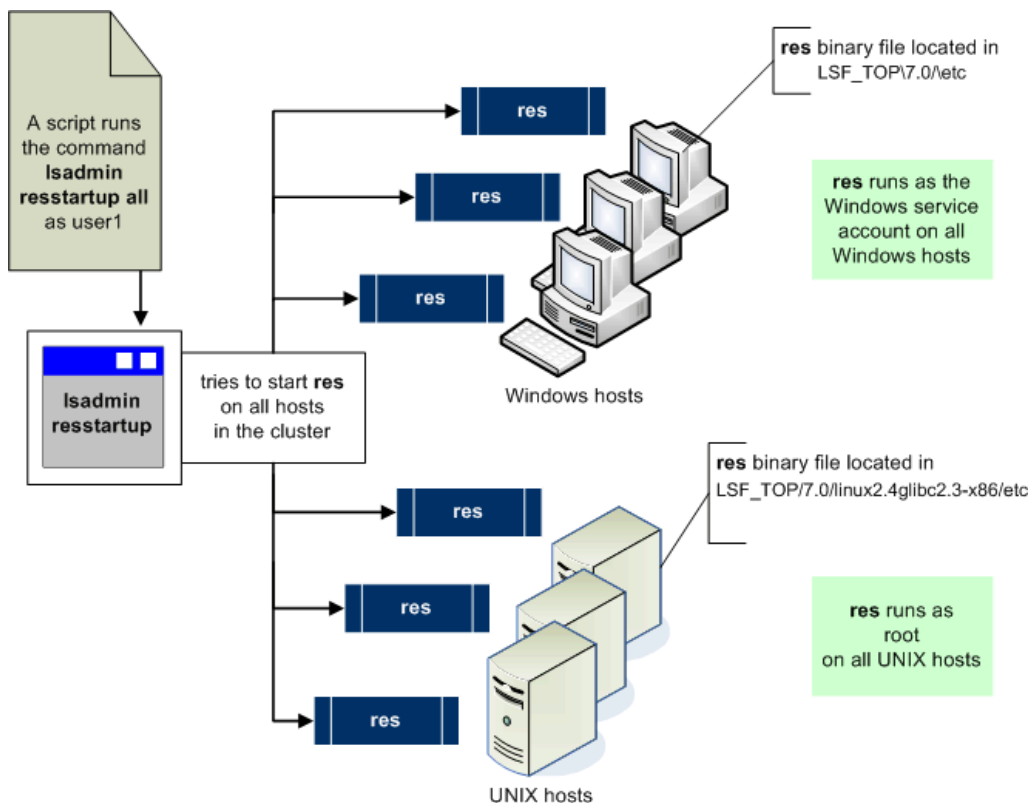 A script runs
the command
lsadmin
resstartup all
as user1
lsadmin
resstartup
tries to start res
on all hosts
in the cluster
res
res
res
Windows hosts
res binary file located in
LSF_TOP\7.0/\etc
res runs as the
Windows service
account on all
Windows hosts
res
res
res
UNIX hosts
res binary file located in
LSF_TOP/7.0/linux2.4glibc2.3-x86/etc
res runs as
root
on all UNIX hosts